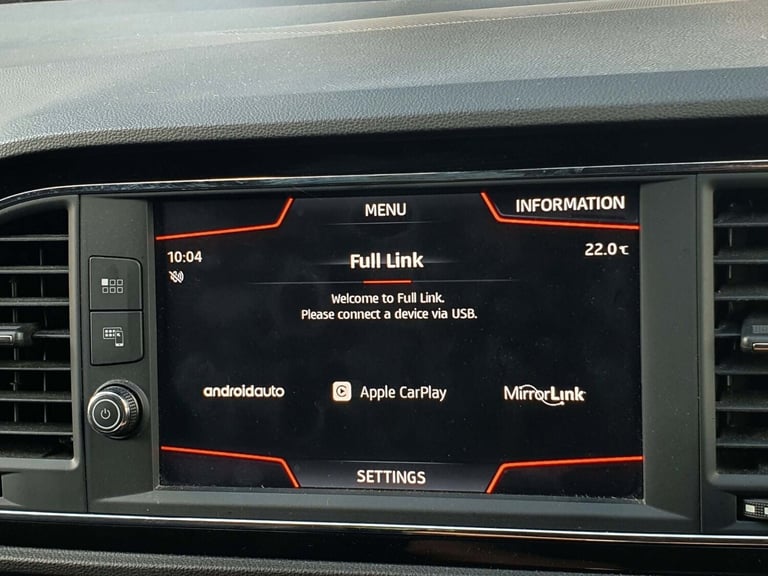 MENU
INFORMATION
10:04
22.0°C
Full Link
Welcome to Full Link.
Please connect a device via USB.
androidauto
Apple CarPlay
MirrorLink
SETTINGS